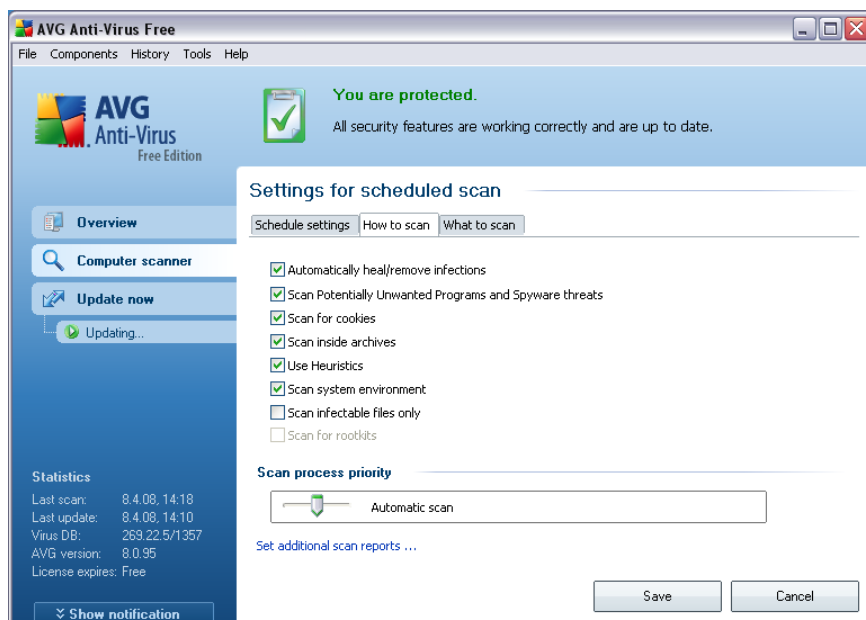 AVG Anti-Virus Free
File Components History Tools Help
AVG
Anti-Virus
Free Edition
You are protected.
All security features are working correctly and are up to date.
Overview
Computer scanner
Update now
Updating...
Settings for scheduled scan
Schedule settings How to scan What to scan
Automatically heal/remove infections
Scan Potentially Unwanted Programs and Spyware threats
Scan for cookies
Scan inside archives
Use Heuristics
Scan system environment
Scan infectable files only
Scan for rootkits
Scan process priority
Automatic scan
Set additional scan reports ...
Save Cancel
Statistics
Last scan: 8.4.08, 14:18
Last update: 8.4.08, 14:10
Virus DB: 269.22.5/1357
AVG version: 8.0.95
License expires: Free
Show notification